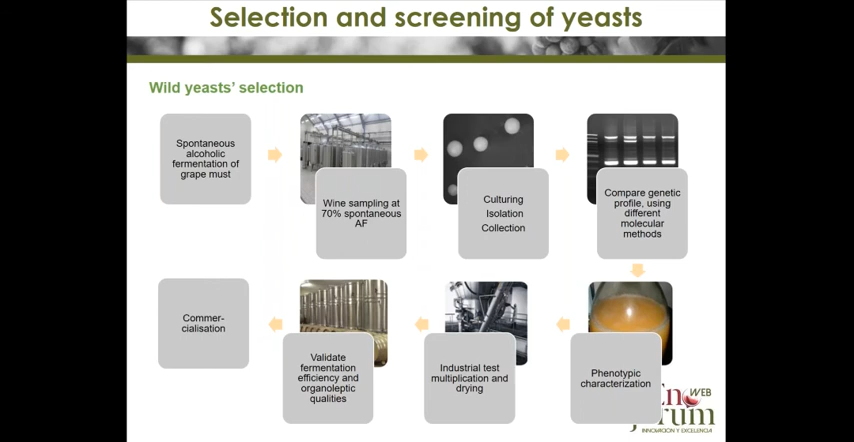 Selection and screening of yeasts
Wild yeasts' selection
Spontaneous
alcoholic
fermentation of
grape must
Wine sampling at
70% spontaneous
AF
Culturing
Isolation
Collection
Compare genetic
profile, using
different
molecular
methods
Phenotypic
characterization
Industrial test
multiplication and
drying
Validate
fermentation
efficiency and
organoleptic
qualities
Commer-
cialisation
WEB
INNOVACIÓN Y EXCELENCIA